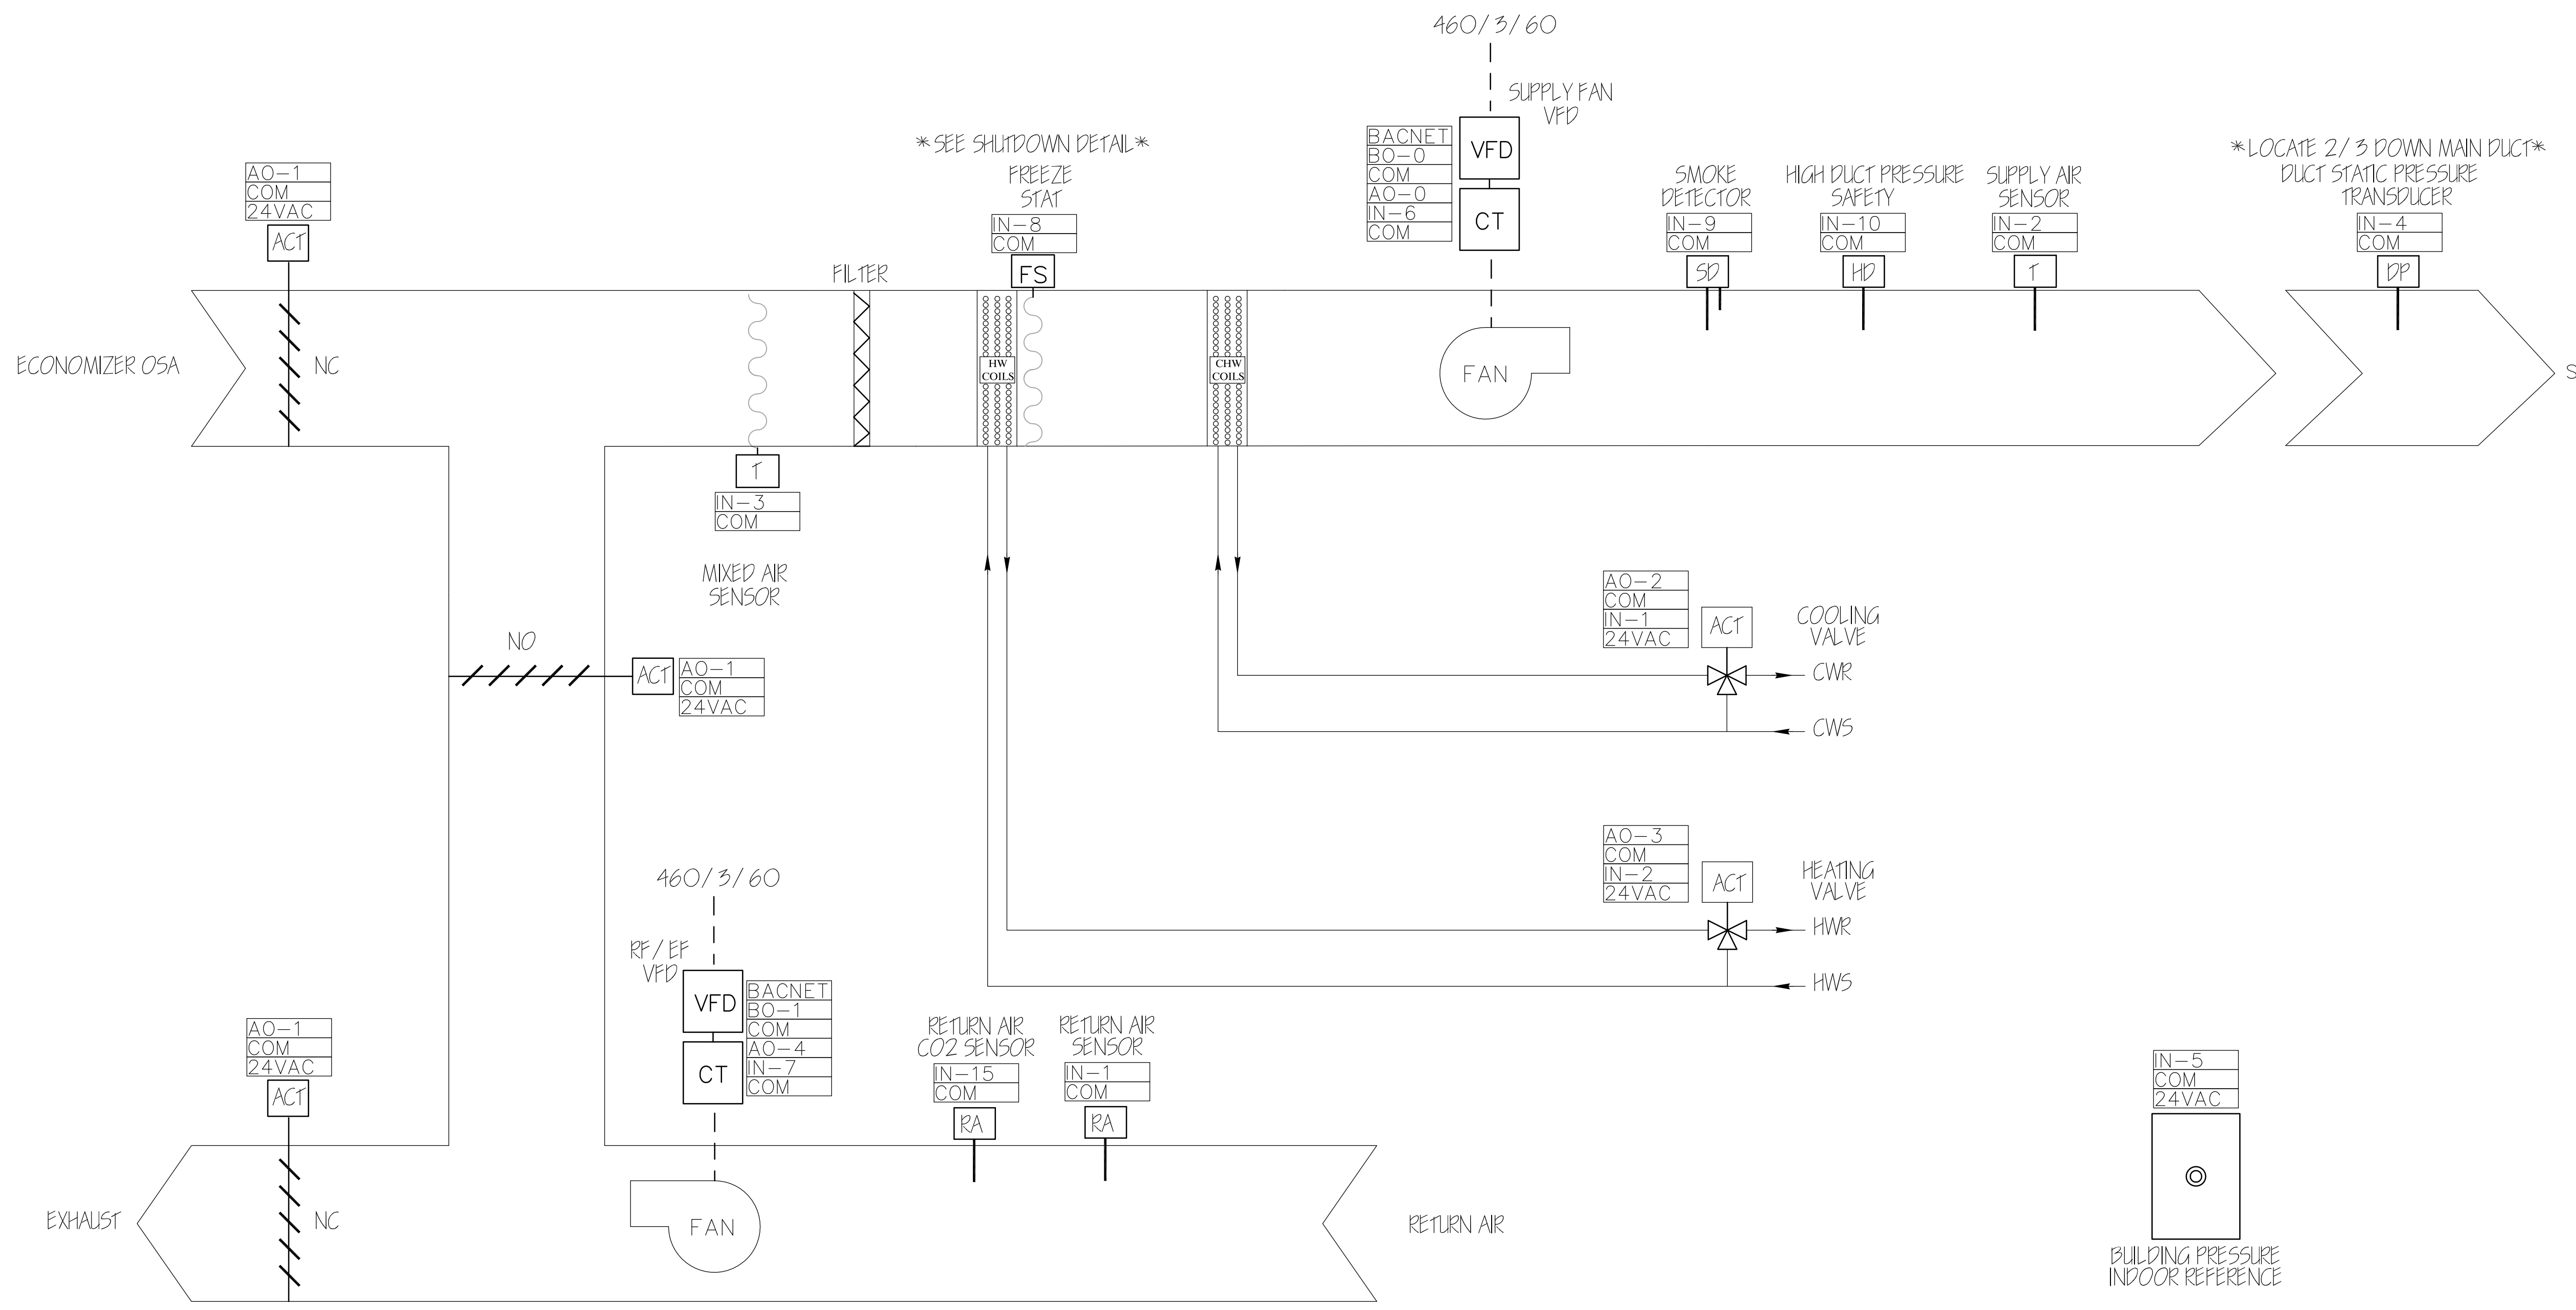 460/3/60
SUPPLY FAN
VFD
BACNET
BO-0
COM
AO-0
IN-6
COM
VFD
CT
*SEE SHUTDOWN DETAIL*
FREEZE
STAT
IN-8
COM
FS
AO-1
COM
24VAC
ACT
FILTER
SMOKE
DETECTOR
IN-9
COM
SD
HIGH DUCT PRESSURE
SAFETY
IN-10
COM
HD
SUPPLY AIR
SENSOR
IN-2
COM
T
*LOCATE 2/3 DOWN MAIN DUCT*
DUCT STATIC PRESSURE
TRANSDUCER
IN-4
COM
DP
ECONOMIZER OSA
NC
HW
COILS
CHW
COILS
FAN
S
T
IN-3
COM
MIXED AIR
SENSOR
NO
ACT
AO-1
COM
24VAC
AO-2
COM
IN-1
24VAC
ACT
COOLING
VALVE
CWR
CWS
AO-3
COM
IN-2
24VAC
ACT
HEATING
VALVE
HWR
HWS
460/3/60
RF/EF
VFD
VFD
CT
BACNET
BO-1
COM
AO-4
IN-7
COM
RETURN AIR
CO2 SENSOR
IN-15
COM
RA
RETURN AIR
SENSOR
IN-1
COM
RA
AO-1
COM
24VAC
ACT
EXHAUST
NC
FAN
RETURN AIR
IN-5
COM
24VAC
BUILDING PRESSURE
INDOOR REFERENCE